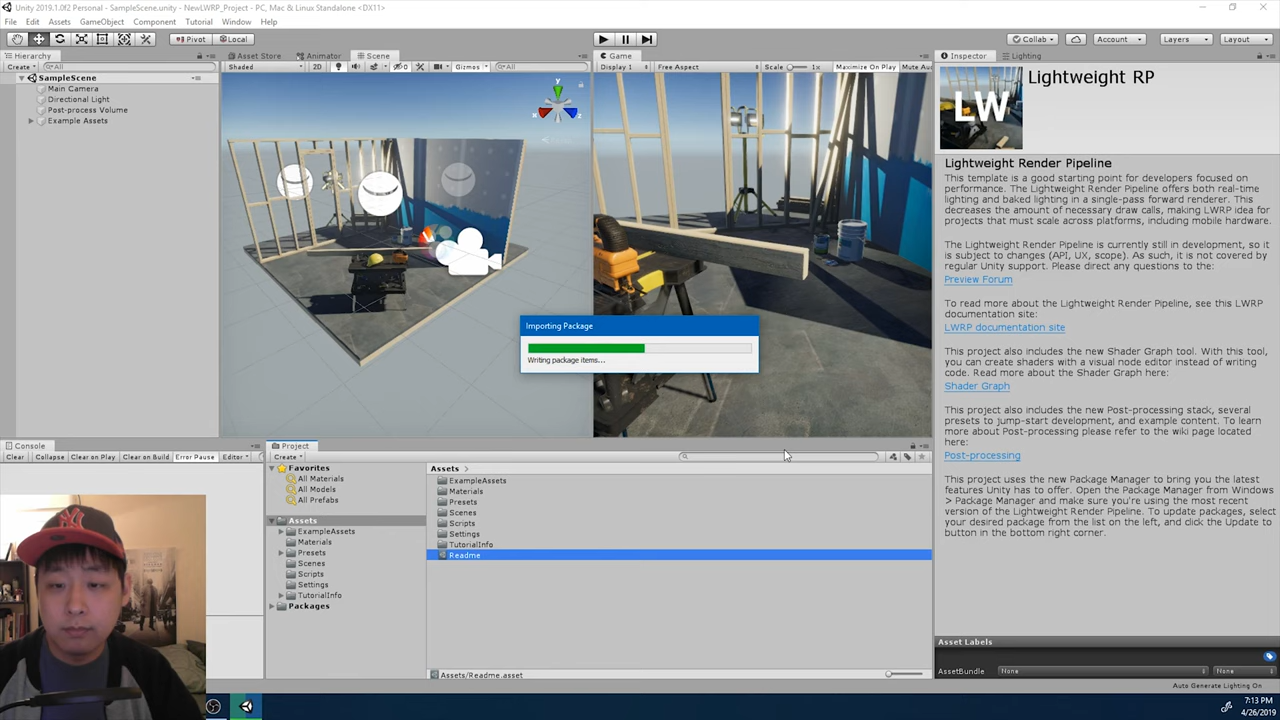 Unity 2019.1.0f2 Personal - SampleScene.unity - NewLWRP_Project - PC, Mac & Linux Standalone <DX11>
File Edit Assets GameObject Component Tutorial Window Help
Pivot Local Collab Account Layers Layout
Hierarchy Asset Store Animator Scene Game Inspector Lighting
Create All Shaded 2D Gizmos All Display 1 Free Aspect Scale 1x Maximize On Play Mute Au
SampleScene
Main Camera
Directional Light
Post-process Volume
Example Assets
y
x
z
LW
Lightweight RP
Lightweight Render Pipeline
This template is a good starting point for developers focused on
performance. The Lightweight Render Pipeline offers both real-time
lighting and baked lighting in a single-pass forward renderer. This
decreases the amount of necessary draw calls, making LWRP idea for
projects that must scale across platforms, including mobile hardware.
The Lightweight Render Pipeline is currently still in development, so it
is subject to changes (API, UX, scope). As such, it is not covered by
regular Unity support. Please direct any questions to the:
Preview Forum
To read more about the Lightweight Render Pipeline, see this LWRP
documentation site:
LWRP documentation site
This project also includes the new Shader Graph tool. With this tool,
you can create shaders with a visual node editor instead of writing
code. Read more about the Shader Graph here:
Shader Graph
This project also includes the new Post-processing stack, several
presets to jump-start development, and example content. To learn
more about Post-processing please refer to the wiki page located
here:
Post-processing
This project uses the new Package Manager to bring you the latest
features Unity has to offer. Open the Package Manager from Windows
> Package Manager and make sure you're using the most recent
version of the Lightweight Render Pipeline. To update packages, select
your desired package from the list on the left, and click the Update to
button in the bottom right corner.
Importing Package
Writing package items...
Console
Clear Collapse Clear on Play Clear on Build Error Pause Editor
Project
Create
Favorites
All Materials
All Models
All Prefabs
Assets
ExampleAssets
Materials
Presets
Scenes
Scripts
Settings
TutorialInfo
Packages
Assets >
ExampleAssets
Materials
Presets
Scenes
Scripts
Settings
TutorialInfo
Readme
Assets/Readme.asset
Asset Labels
AssetBundle None None
Auto Generate Lighting On
7:13 PM
4/26/2019